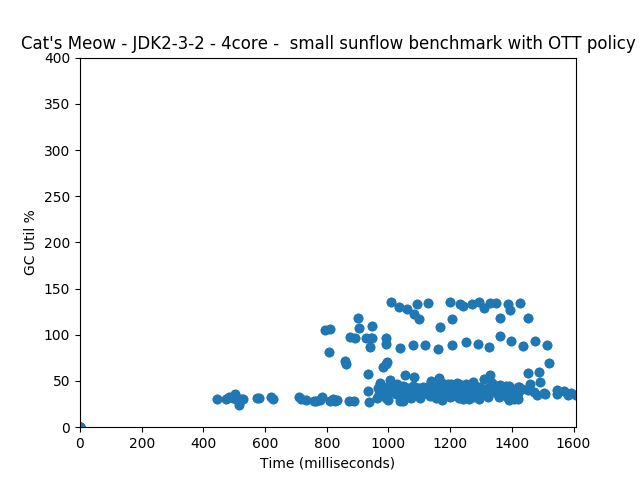 Cat's Meow - JDK2-3-2 - 4core -  small sunflow benchmark with OTT policy
400
350
300
250
200
150
100
50
0
GC Util %
0 200 400 600 800 1000 1200 1400 1600
Time (milliseconds)